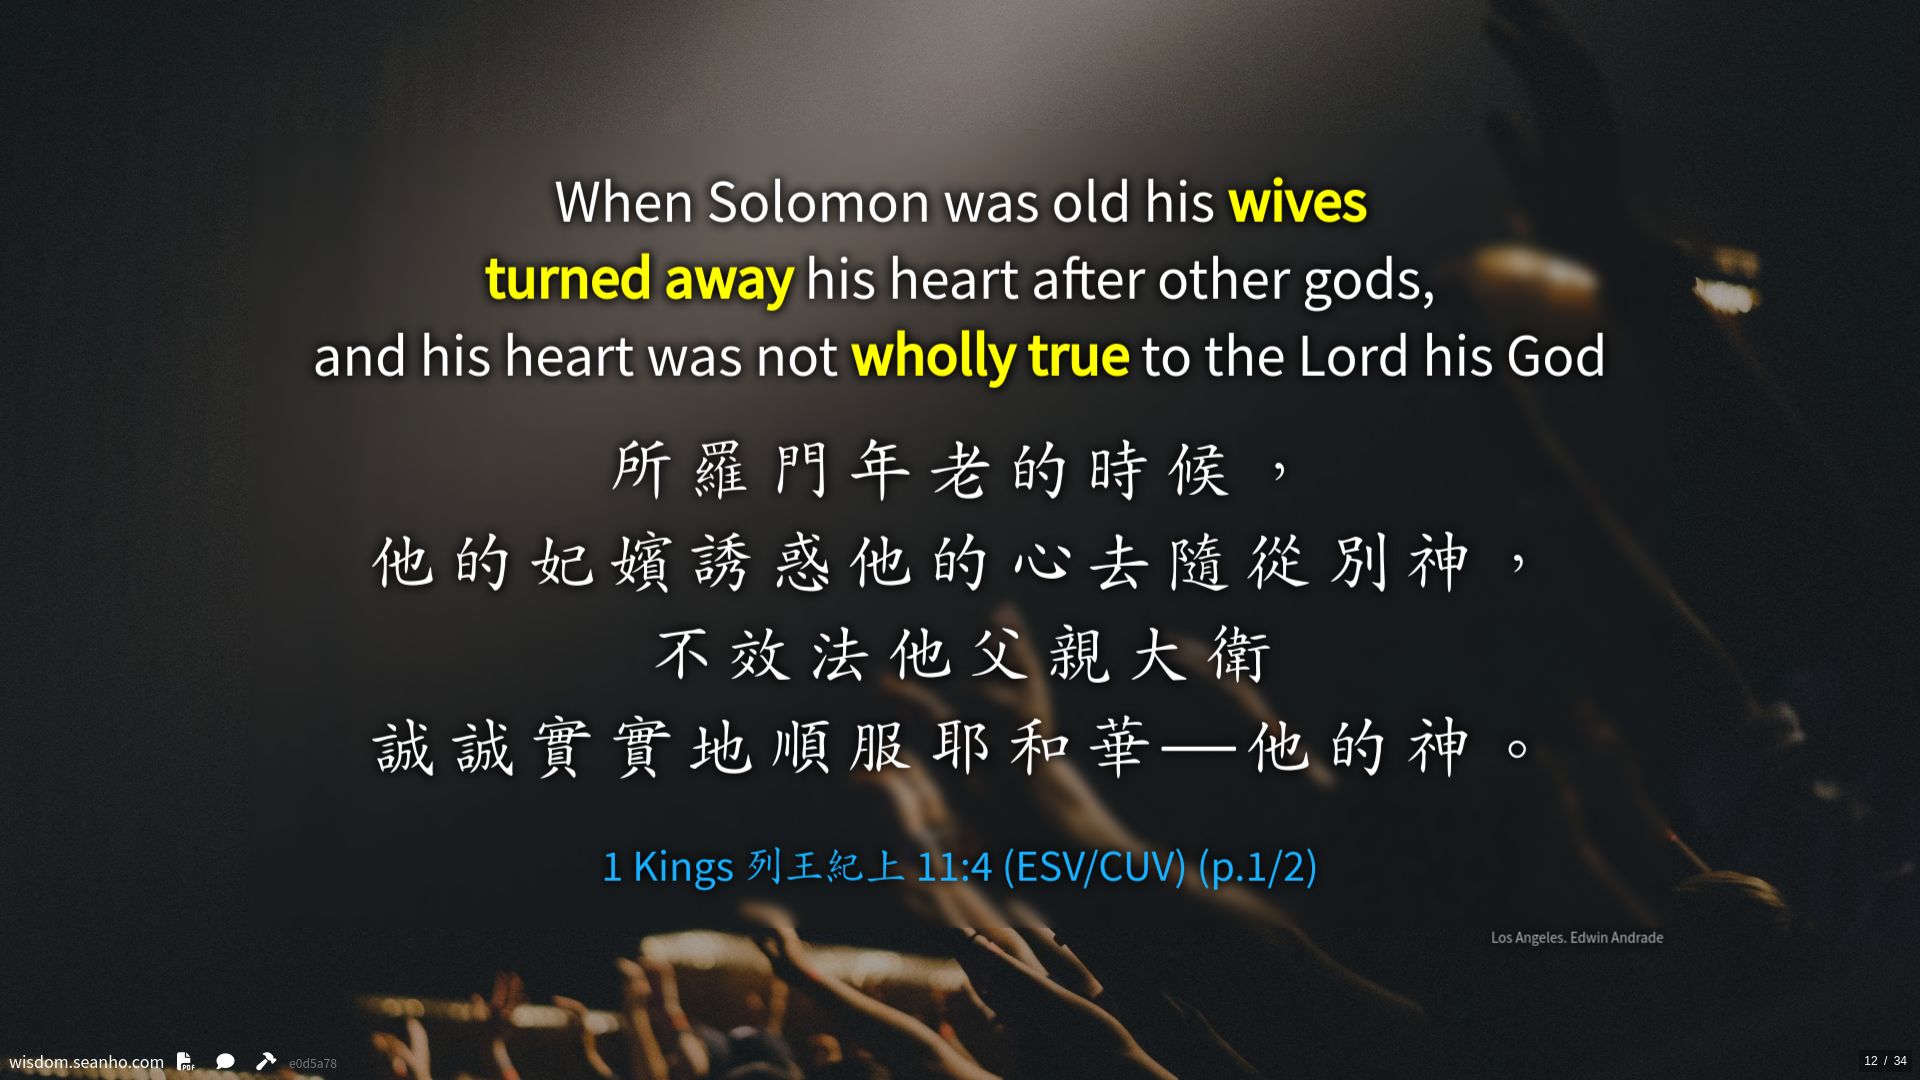 When Solomon was old his wives
turned away his heart after other gods,
and his heart was not wholly true to the Lord his God
所羅門年老的時候，
他的妃嬪誘惑他的心去隨從別神，
不效法他父親大衛
誠誠實實地順服耶和華—他的神。
1 Kings 列王紀上 11:4 (ESV/CUV) (p.1/2)
Los Angeles. Edwin Andrade
wisdom.seanho.com PDF e0d5a78
12 / 34